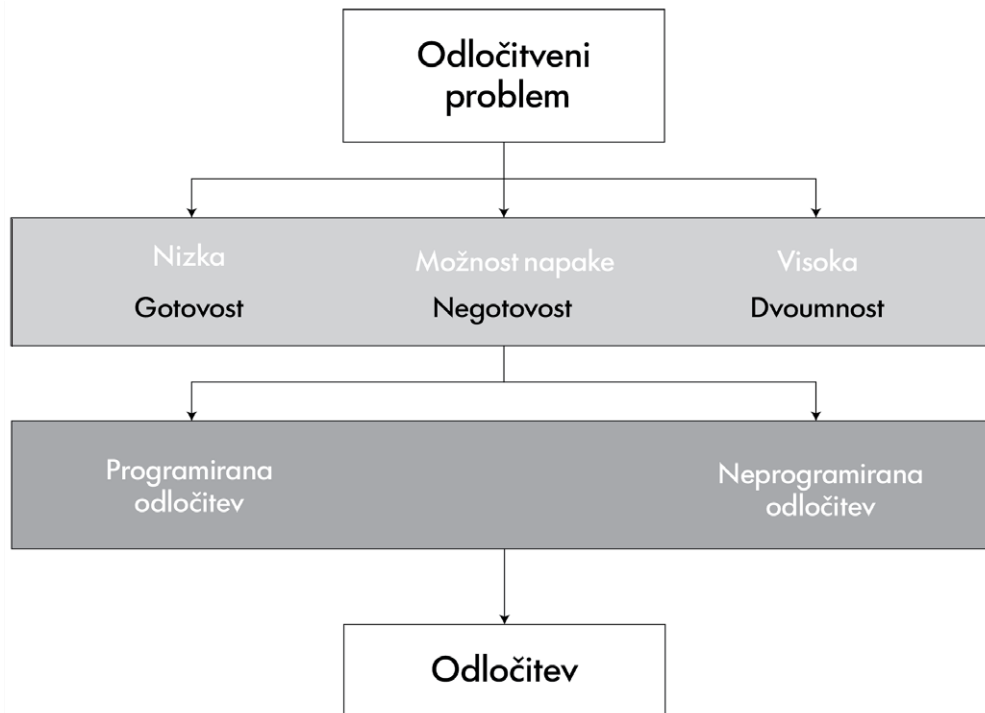 Odločitveni
problem
Nizka
Možnost napake
Visoka
Gotovost
Negotovost
Dvoumnost
Programirana
odločitev
Neprogramirana
odločitev
Odločitev